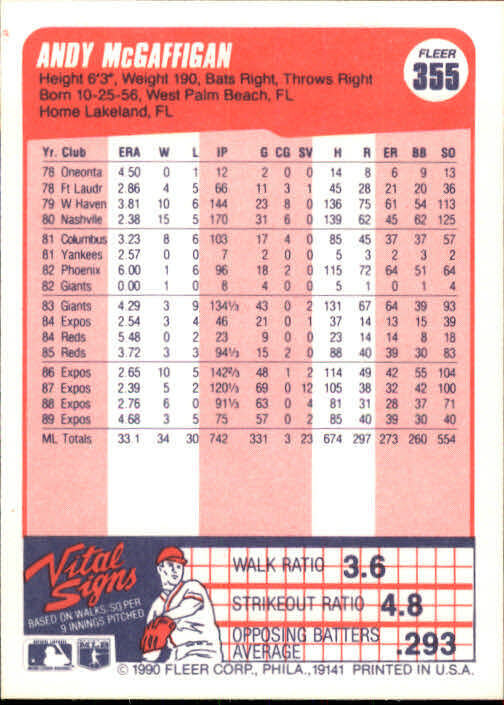 ANDY McGAFFIGAN
FLEER
355
Height 6'3", Weight 190, Bats Right, Throws Right
Born 10-25-56, West Palm Beach, FL
Home Lakeland, FL
Yr. Club ERA W L IP G CG SV H R ER BB SO
78 Oneonta 4.50 0 1 12 2 0 0 14 8 6 9 13
78 Ft Laudr 2.86 4 5 66 11 3 1 45 28 21 20 36
79 W Haven 3.81 10 6 144 23 8 0 136 75 61 54 113
80 Nashvile 2.38 15 5 170 31 6 0 139 62 45 62 125
81 Columbus 3.23 8 6 103 17 4 0 85 45 37 37 57
81 Yankees 2.57 0 0 7 2 0 0 5 3 2 3 2
82 Phoenix 6.00 1 6 96 18 2 0 115 72 64 51 64
82 Giants 0.00 1 0 8 4 0 0 5 1 0 1 4
83 Giants 4.29 3 9 134⅓ 43 0 2 131 67 64 39 93
84 Expos 2.54 3 4 46 21 0 1 37 14 13 15 39
84 Reds 5.48 0 2 23 9 0 0 23 14 14 8 18
85 Reds 3.72 3 3 94⅓ 15 2 0 88 40 39 30 83
86 Expos 2.65 10 5 142⅔ 48 1 2 114 49 42 55 104
87 Expos 2.39 5 2 120⅓ 69 0 12 105 38 32 42 100
88 Expos 2.76 6 0 91⅓ 63 0 4 81 31 28 37 71
89 Expos 4.68 3 5 75 57 0 2 85 40 39 30 40
ML Totals 33.1 34 30 742 331 3 23 674 297 273 260 554
Vital
Signs
BASED ON WALKS, SO PER
9 INNINGS PITCHED
WALK RATIO 3.6
STRIKEOUT RATIO 4.8
OPPOSING BATTERS
AVERAGE .293
© 1990 FLEER CORP., PHILA., 19141 PRINTED IN U.S.A.